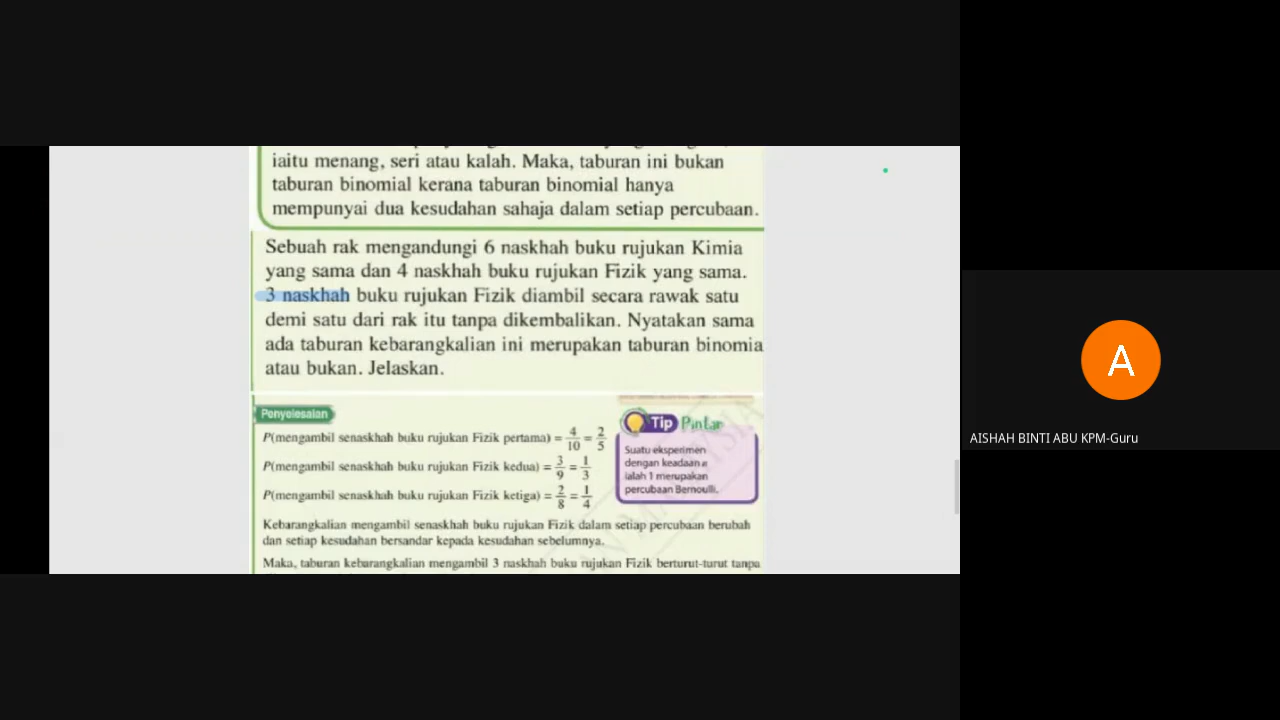 iaitu menang, seri atau kalah. Maka, taburan ini bukan
taburan binomial kerana taburan binomial hanya
mempunyai dua kesudahan sahaja dalam setiap percubaan.
Sebuah rak mengandungi 6 naskhah buku rujukan Kimia
yang sama dan 4 naskhah buku rujukan Fizik yang sama.
3 naskhah buku rujukan Fizik diambil secara rawak satu
demi satu dari rak itu tanpa dikembalikan. Nyatakan sama
ada taburan kebarangkalian ini merupakan taburan binomia
atau bukan. Jelaskan.
Penyelesaian
P(mengambil senaskhah buku rujukan Fizik pertama) = 4/10 = 2/5
P(mengambil senaskhah buku rujukan Fizik kedua) = 3/9 = 1/3
P(mengambil senaskhah buku rujukan Fizik ketiga) = 2/8 = 1/4
Tip Pintar
Suatu eksperimen
dengan keadaan n
ialah 1 merupakan
percubaan Bernoulli.
Kebarangkalian mengambil senaskhah buku rujukan Fizik dalam setiap percubaan berubah
dan setiap kesudahan bersandar kepada kesudahan sebelumnya.
Maka, taburan kebarangkalian mengambil 3 naskhah buku rujukan Fizik berturut-turut tanpa
A
AISHAH BINTI ABU KPM-Guru